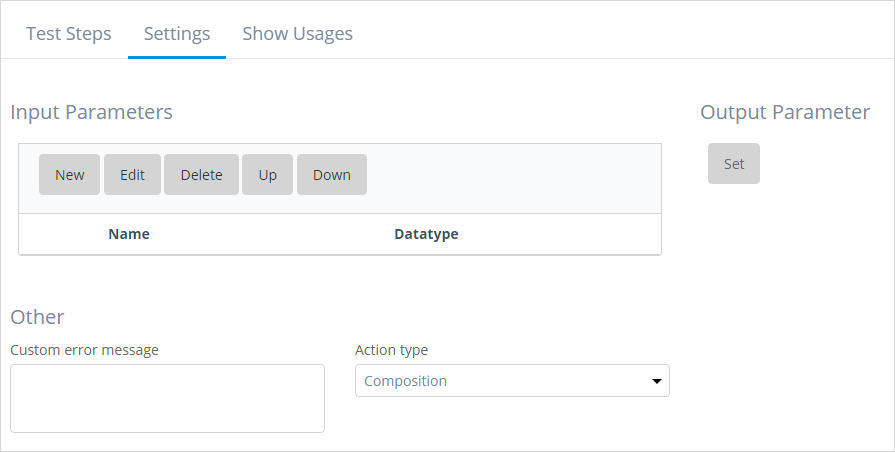 Test Steps Settings Show Usages
Input Parameters
Output Parameter
New Edit Delete Up Down
Set
Name Datatype
Other
Custom error message
Action type
Composition